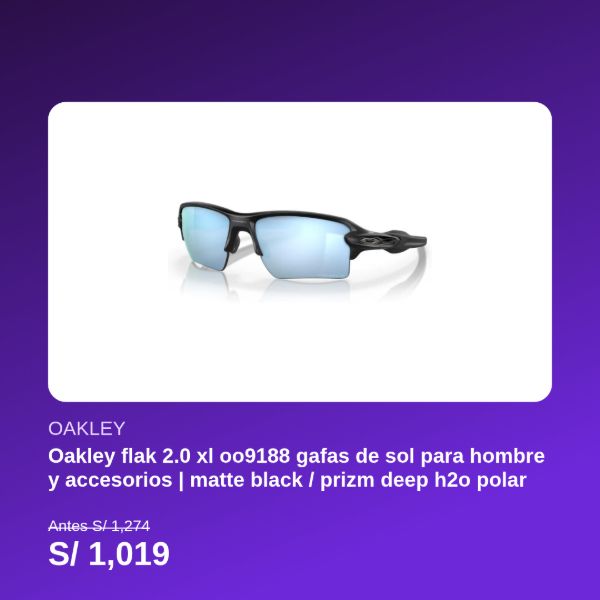 OAKLEY
Oakley flak 2.0 xl oo9188 gafas de sol para hombre
y accesorios | matte black / prizm deep h2o polar
Antes S/ 1,274
S/ 1,019